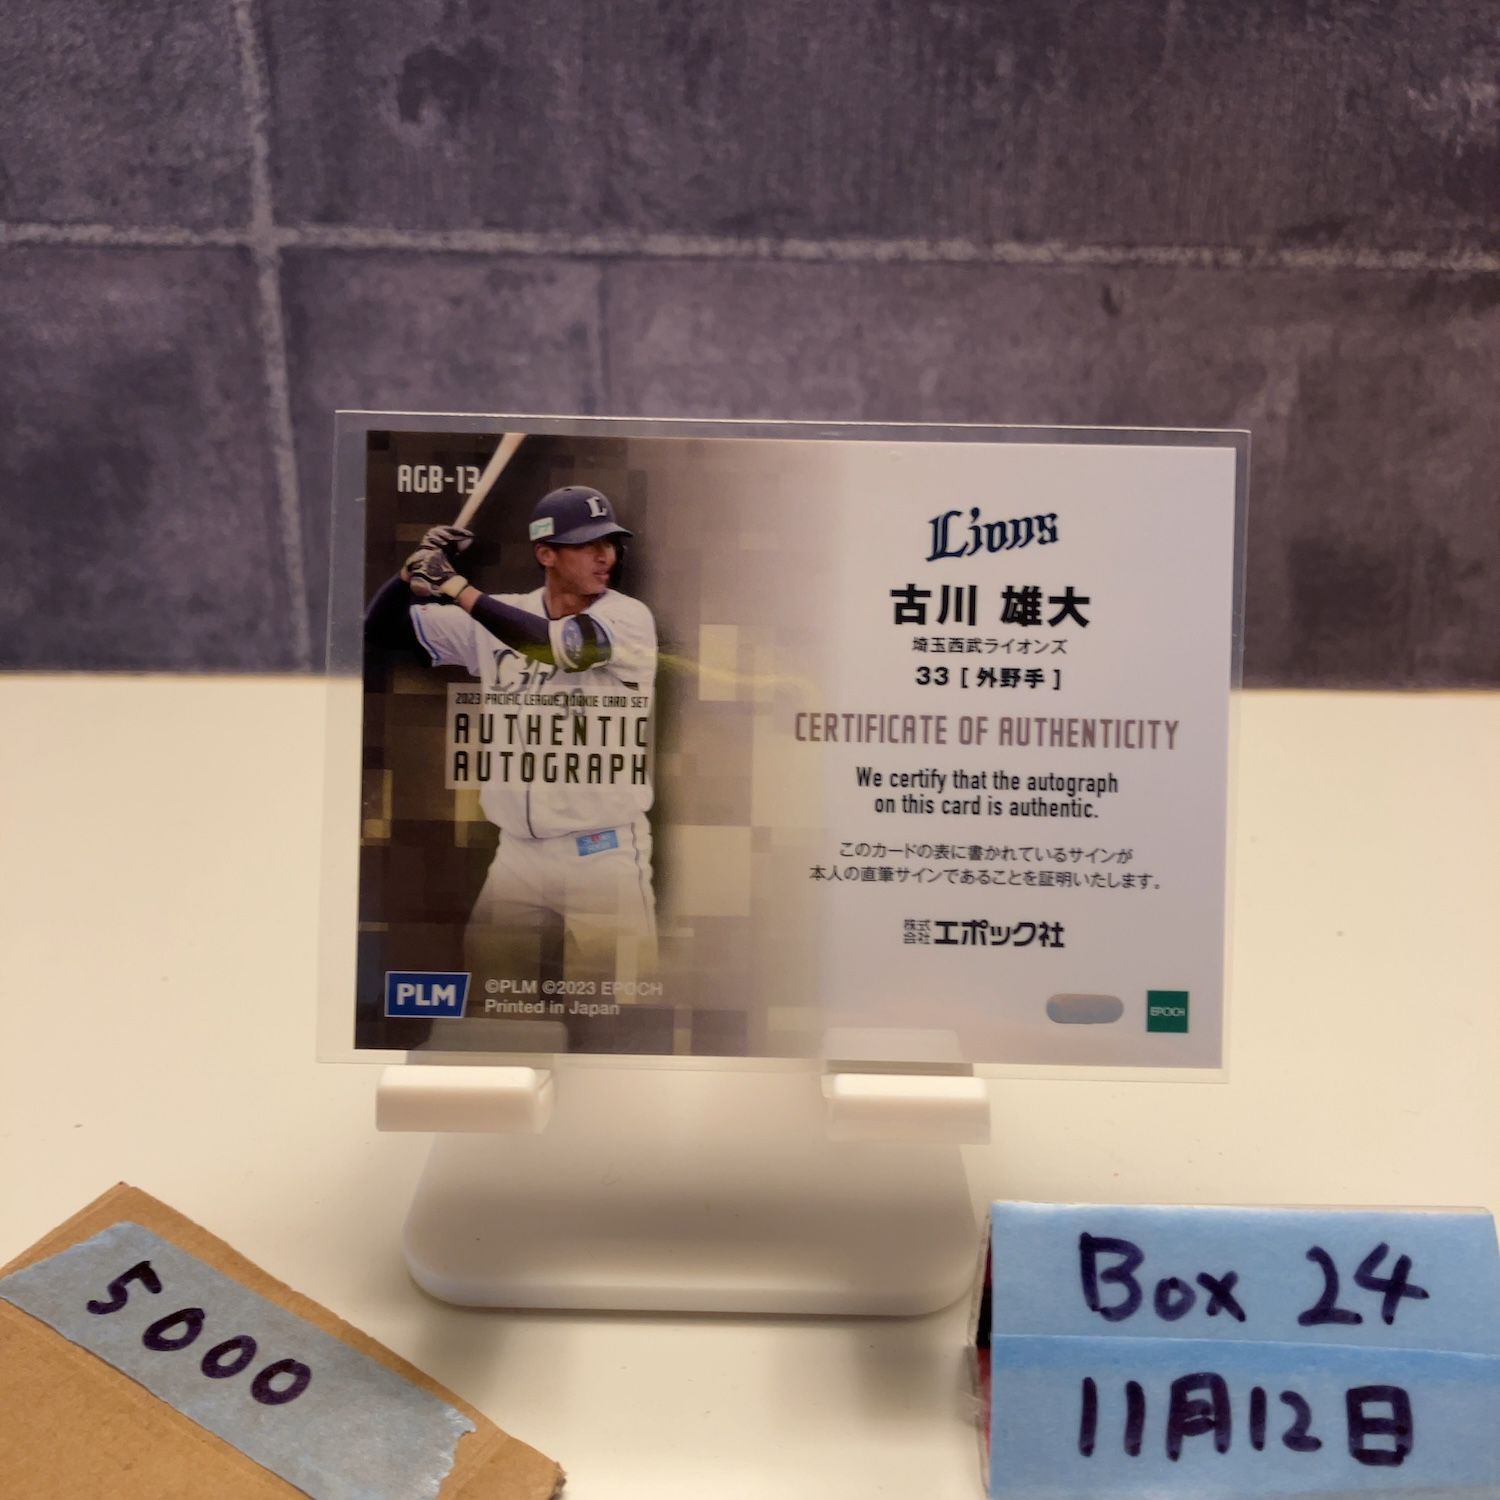 AGB-13
2023 PACIFIC LEAGUE ROOKIE CARD SET
AUTHENTIC
AUTOGRAPH
PLM
©PLM ©2023 EPOCH
Printed in Japan
Lions
古川 雄大
埼玉西武ライオンズ
33 [ 外野手 ]
CERTIFICATE OF AUTHENTICITY
We certify that the autograph
on this card is authentic.
このカードの表に書かれているサインが
本人の直筆サインであることを証明いたします。
株式会社エポック社
EPOCH
5000
Box 24
11月12日